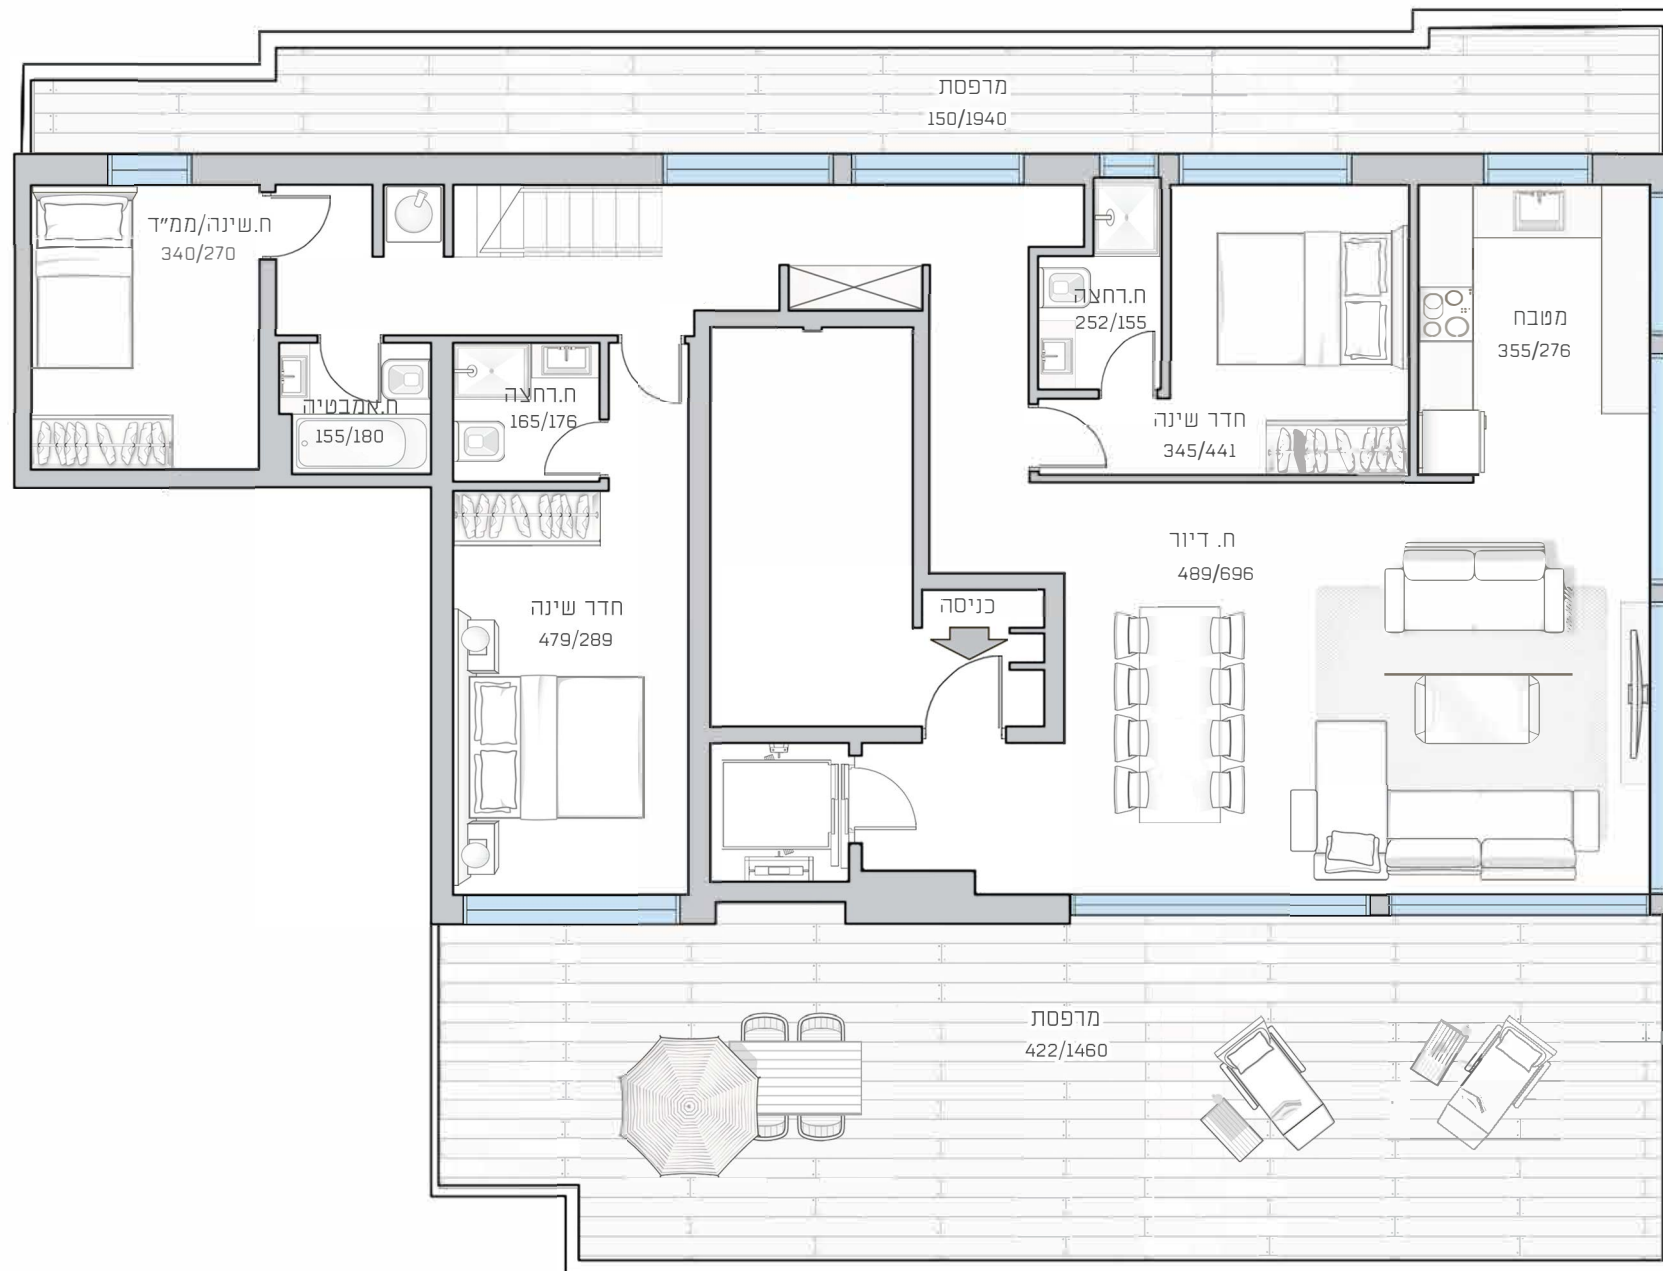 מרפסת
150/1940
ח.שינה/ממ״ד
340/270
ח.רחצה
252/155
מטבח
355/276
ח.אמבטיה
155/180
ח.רחצה
165/176
חדר שינה
345/441
ח. דיור
489/696
חדר שינה
479/289
כניסה
מרפסת
422/1460